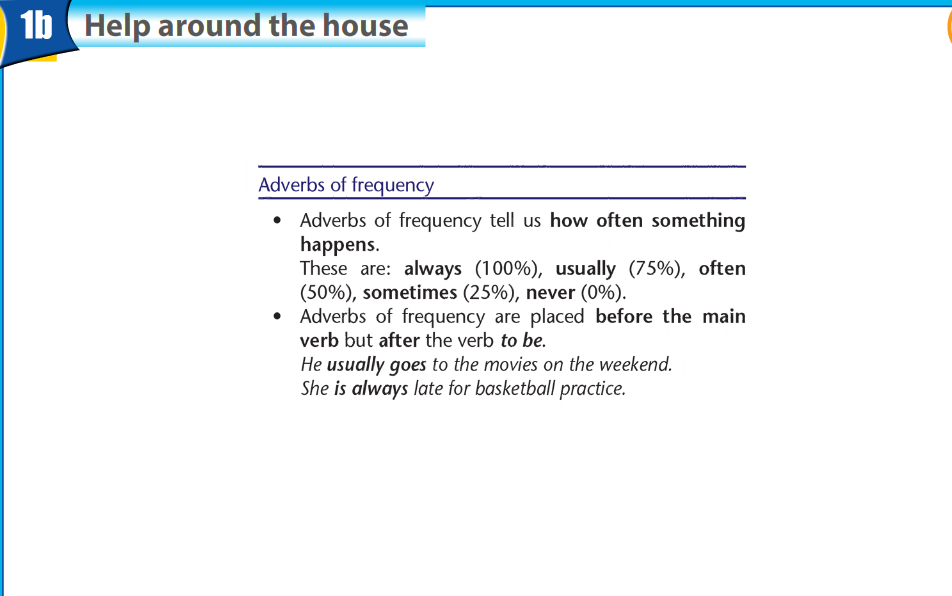 1b Help around the house
Adverbs of frequency
• Adverbs of frequency tell us how often something
happens.
These are: always (100%), usually (75%), often
(50%), sometimes (25%), never (0%).
• Adverbs of frequency are placed before the main
verb but after the verb to be.
He usually goes to the movies on the weekend.
She is always late for basketball practice.